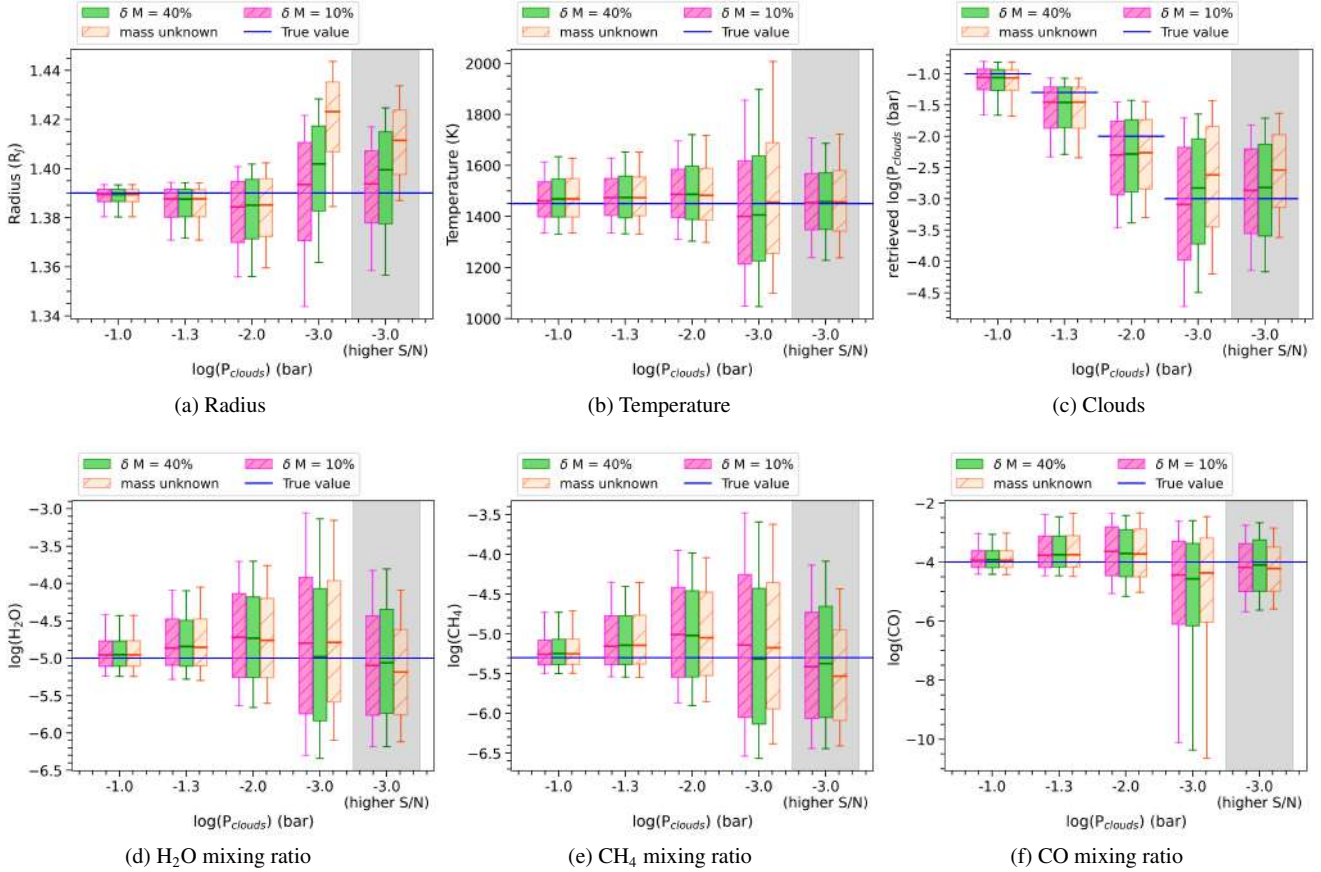 δ M = 40%
δ M = 10%
mass unknown
True value
1.44
1.42
1.40
1.38
1.36
1.34
Radius (R_J)
-1.0
-1.3
-2.0
-3.0
-3.0
(higher S/N)
log(P_clouds) (bar)
(a) Radius
δ M = 40%
δ M = 10%
mass unknown
True value
2000
1800
1600
1400
1200
1000
Temperature (K)
-1.0
-1.3
-2.0
-3.0
-3.0
(higher S/N)
log(P_clouds) (bar)
(b) Temperature
δ M = 40%
δ M = 10%
mass unknown
True value
−1.0
−1.5
−2.0
−2.5
−3.0
−3.5
−4.0
−4.5
retrieved log(P_clouds) (bar)
-1.0
-1.3
-2.0
-3.0
-3.0
(higher S/N)
log(P_clouds) (bar)
(c) Clouds
δ M = 40%
δ M = 10%
mass unknown
True value
−3.0
−3.5
−4.0
−4.5
−5.0
−5.5
−6.0
−6.5
log(H₂O)
-1.0
-1.3
-2.0
-3.0
-3.0
(higher S/N)
log(P_clouds) (bar)
(d) H₂O mixing ratio
δ M = 40%
δ M = 10%
mass unknown
True value
−3.5
−4.0
−4.5
−5.0
−5.5
−6.0
−6.5
log(CH₄)
-1.0
-1.3
-2.0
-3.0
-3.0
(higher S/N)
log(P_clouds) (bar)
(e) CH₄ mixing ratio
δ M = 40%
δ M = 10%
mass unknown
True value
−2
−4
−6
−8
−10
log(CO)
-1.0
-1.3
-2.0
-3.0
-3.0
(higher S/N)
log(P_clouds) (bar)
(f) CO mixing ratio